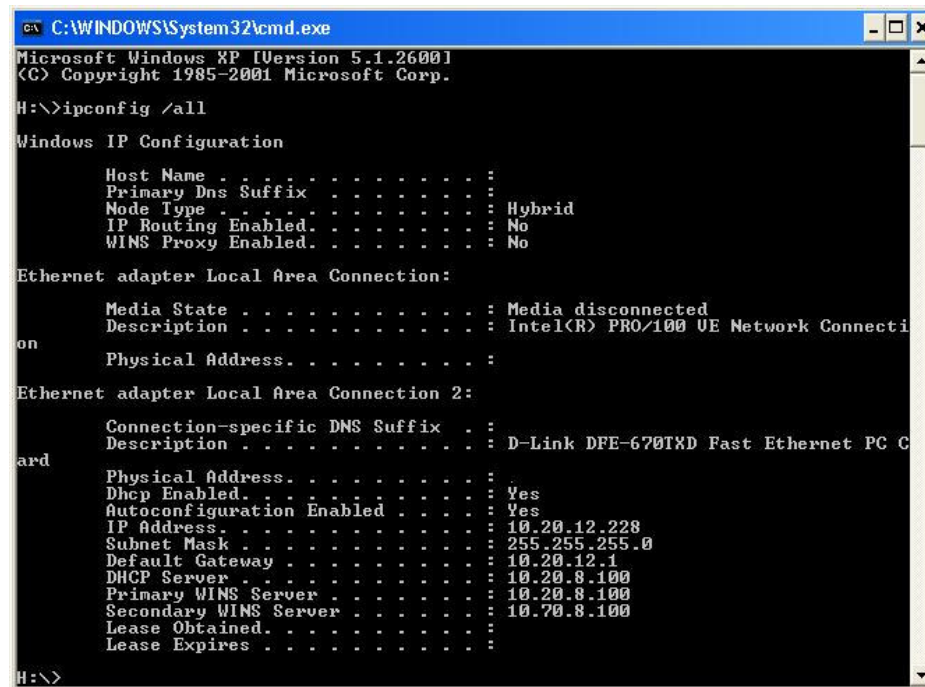 C:\WINDOWS\System32\cmd.exe
Microsoft Windows XP [Version 5.1.2600]
(C) Copyright 1985-2001 Microsoft Corp.
H:\>ipconfig /all
Windows IP Configuration
Host Name . . . . . . . . . . . . :
Primary Dns Suffix . . . . . . . :
Node Type . . . . . . . . . . . . : Hybrid
IP Routing Enabled. . . . . . . . : No
WINS Proxy Enabled. . . . . . . . : No
Ethernet adapter Local Area Connection:
Media State . . . . . . . . . . . : Media disconnected
Description . . . . . . . . . . . : Intel(R) PRO/100 VE Network Connecti
on
Physical Address. . . . . . . . . :
Ethernet adapter Local Area Connection 2:
Connection-specific DNS Suffix . :
Description . . . . . . . . . . . : D-Link DFE-670TXD Fast Ethernet PC C
ard
Physical Address. . . . . . . . . :
Dhcp Enabled. . . . . . . . . . . : Yes
Autoconfiguration Enabled . . . . : Yes
IP Address. . . . . . . . . . . . : 10.20.12.228
Subnet Mask . . . . . . . . . . . : 255.255.255.0
Default Gateway . . . . . . . . . : 10.20.12.1
DHCP Server . . . . . . . . . . . : 10.20.8.100
Primary WINS Server . . . . . . . : 10.20.8.100
Secondary WINS Server . . . . . . : 10.70.8.100
Lease Obtained. . . . . . . . . . :
Lease Expires . . . . . . . . . . :
H:\>